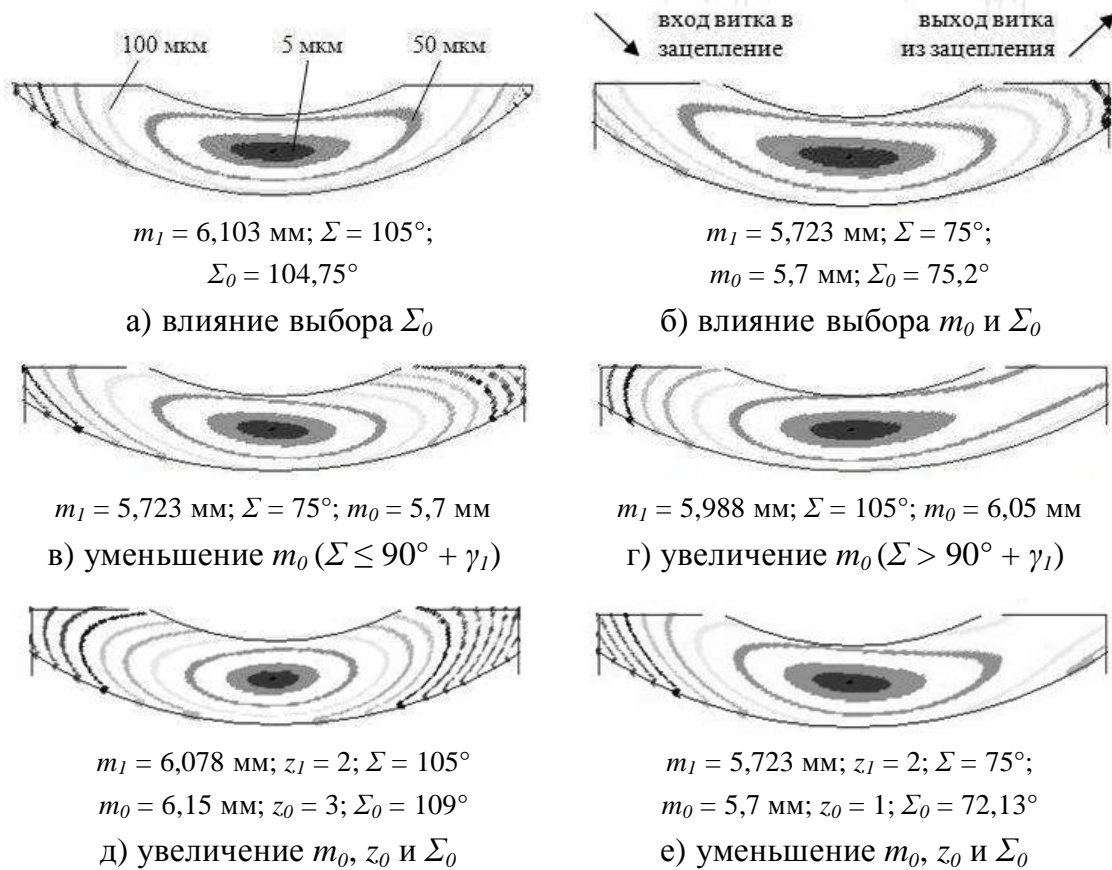 100 мкм
5 мкм
50 мкм
вход витка в
зацепление
выход витка
из зацепления
m₁ = 6,103 мм; Σ = 105°;
Σ₀ = 104,75°
а) влияние выбора Σ₀
m₁ = 5,723 мм; Σ = 75°;
m₀ = 5,7 мм; Σ₀ = 75,2°
б) влияние выбора m₀ и Σ₀
m₁ = 5,723 мм; Σ = 75°; m₀ = 5,7 мм
в) уменьшение m₀ (Σ ≤ 90° + γ₁)
m₁ = 5,988 мм; Σ = 105°; m₀ = 6,05 мм
г) увеличение m₀ (Σ > 90° + γ₁)
m₁ = 6,078 мм; z₁ = 2; Σ = 105°
m₀ = 6,15 мм; z₀ = 3; Σ₀ = 109°
д) увеличение m₀, z₀ и Σ₀
m₁ = 5,723 мм; z₁ = 2; Σ = 75°;
m₀ = 5,7 мм; z₀ = 1; Σ₀ = 72,13°
е) уменьшение m₀, z₀ и Σ₀